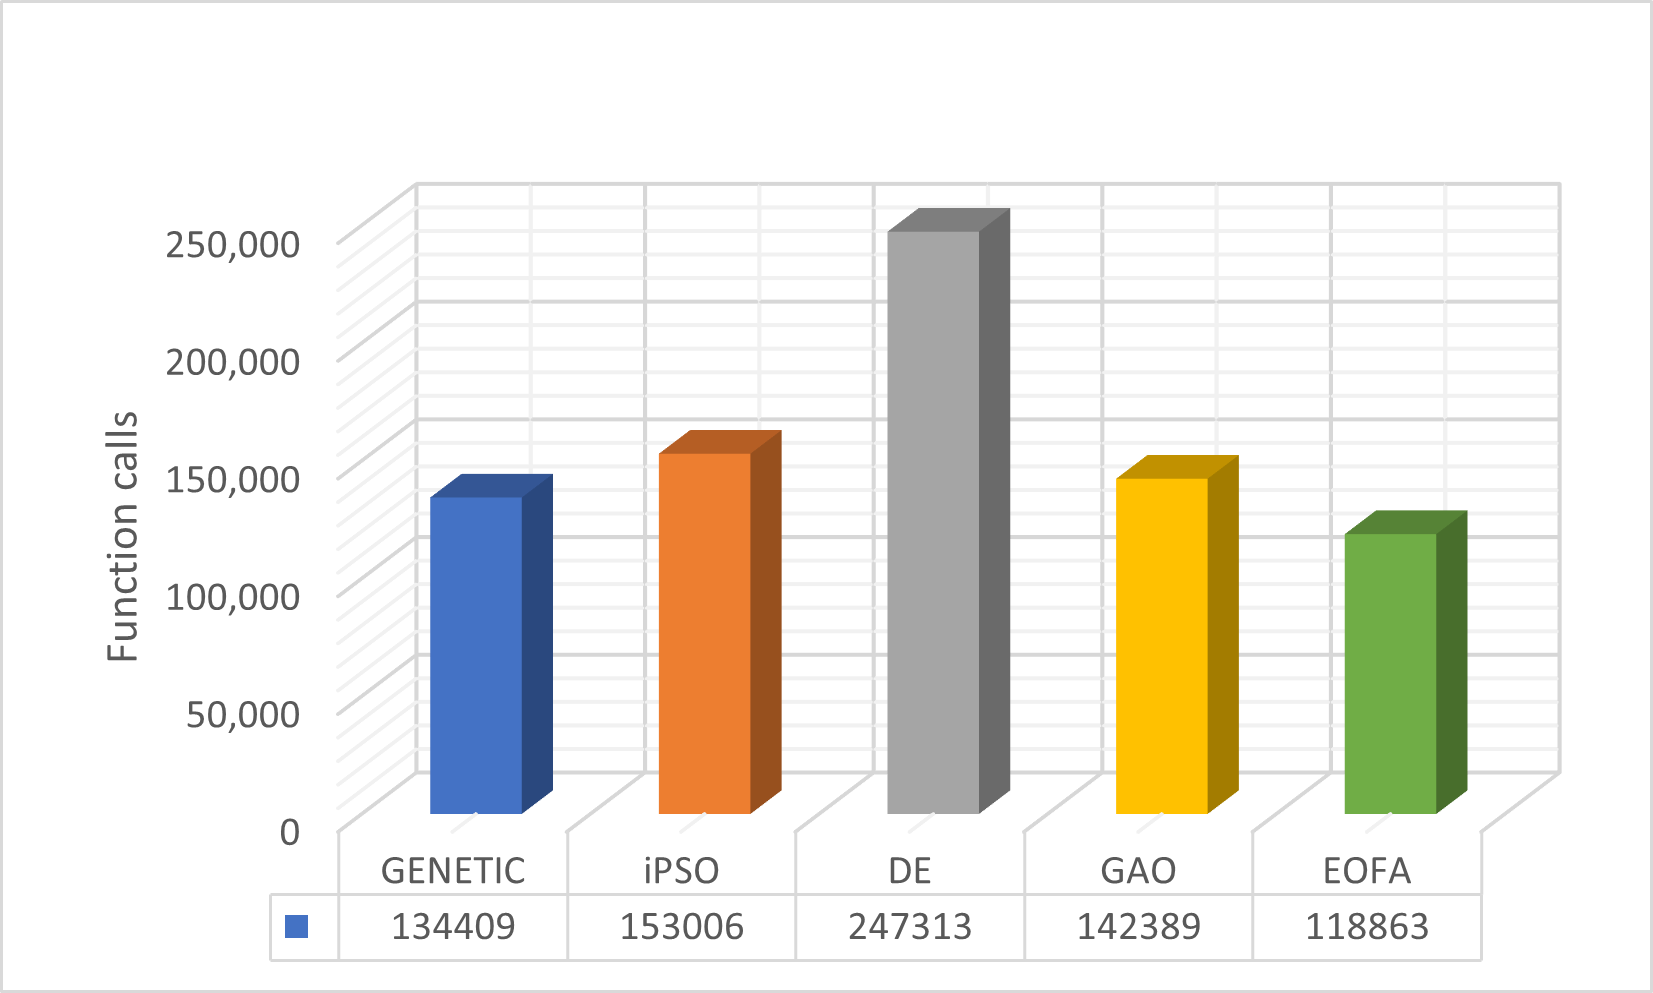 250,000
200,000
150,000
100,000
50,000
0
Function calls
GENETIC iPSO DE GAO EOFA
134409 153006 247313 142389 118863